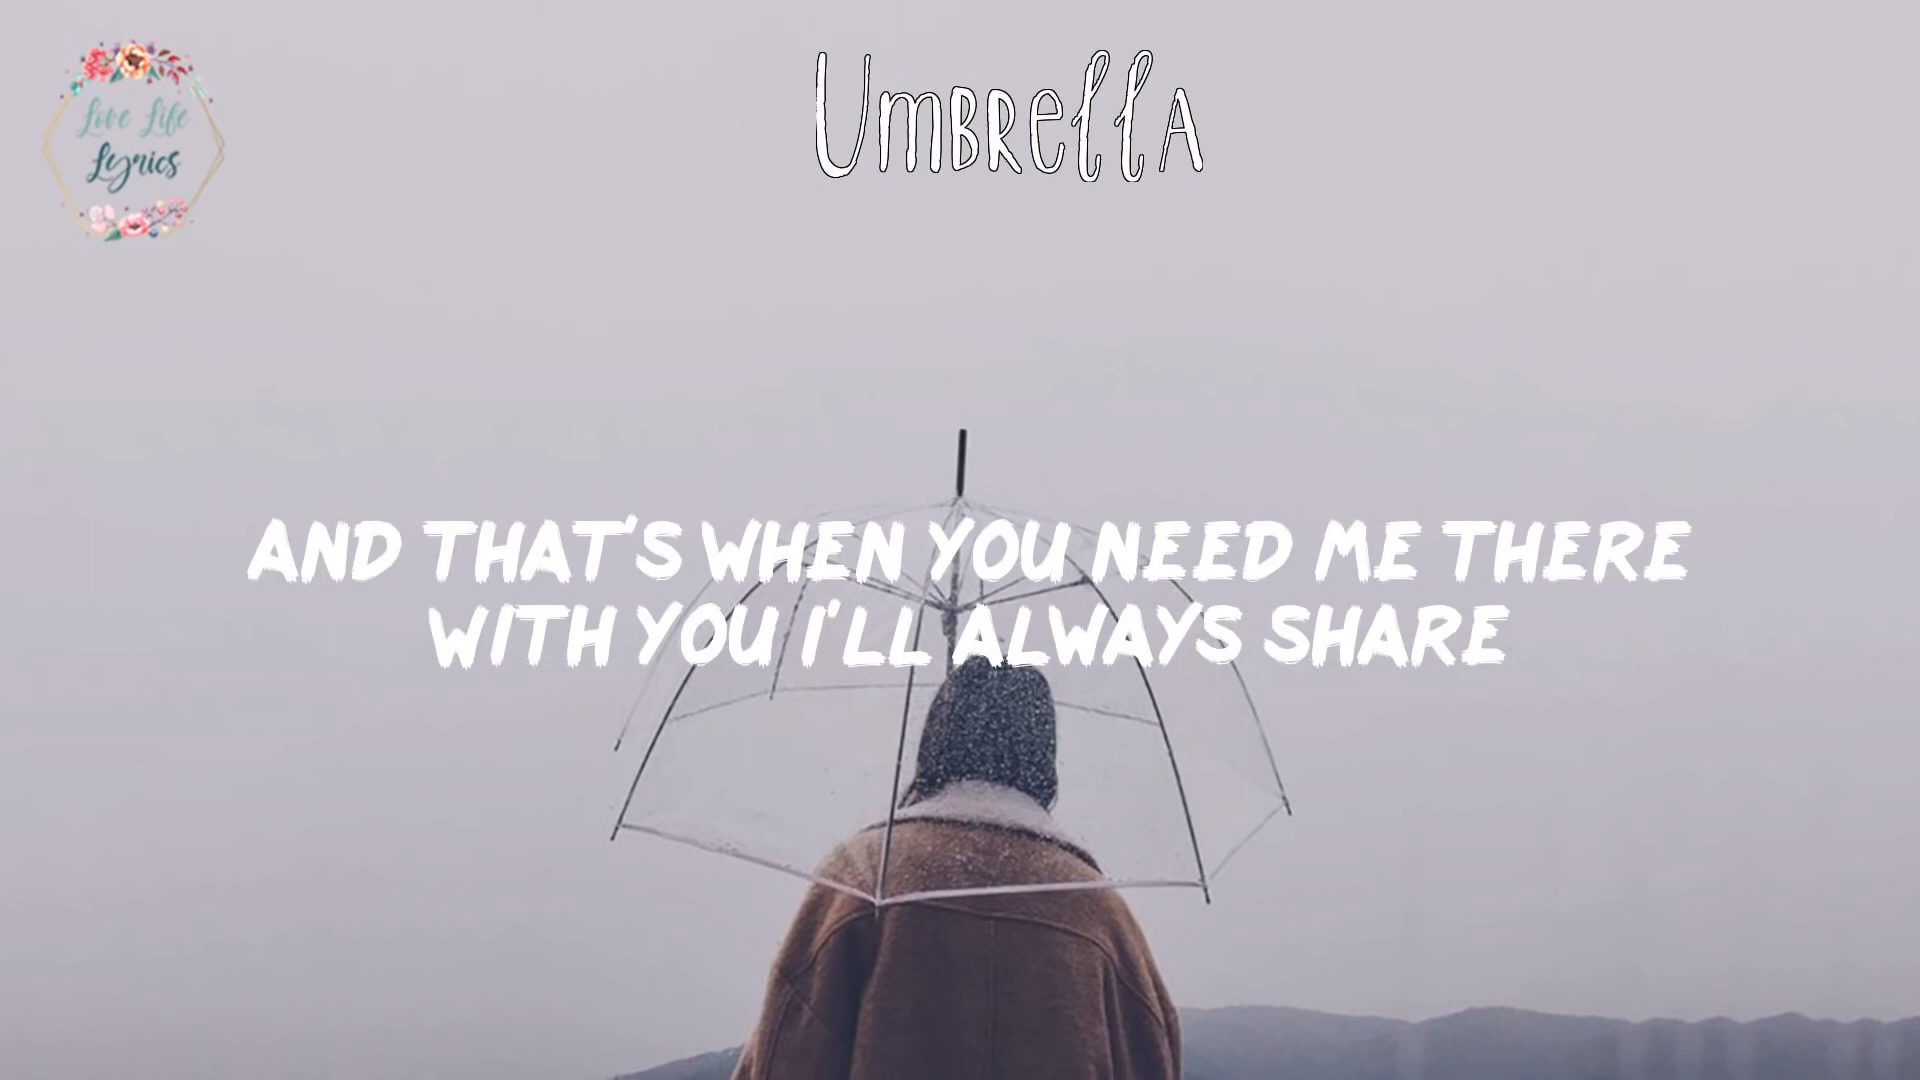 Love Life
Lyrics
UMBRELLA
AND THAT'S WHEN YOU NEED ME THERE
WITH YOU I'LL ALWAYS SHARE